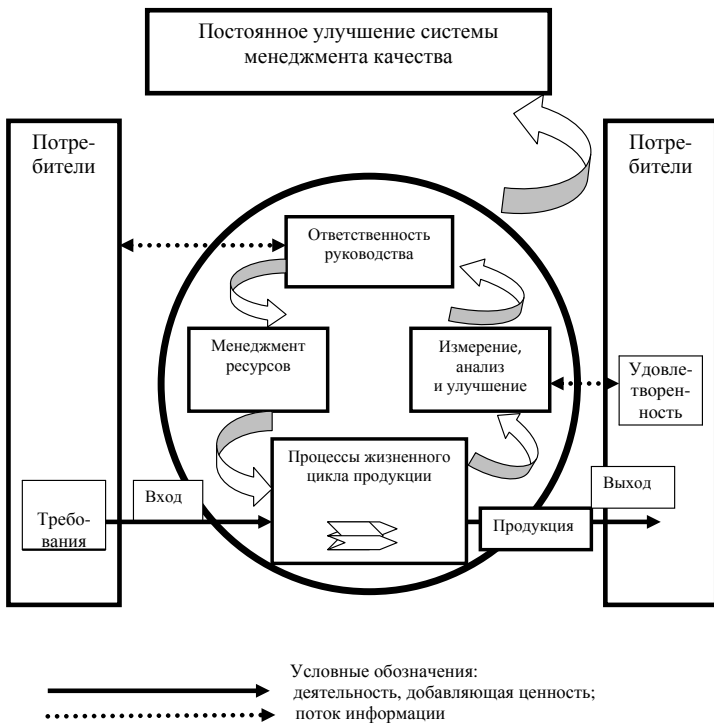 Постоянное улучшение системы
менеджмента качества
Потре-
бители
Потре-
бители
Ответственность
руководства
Менеджмент
ресурсов
Измерение,
анализ
и улучшение
Удовле-
творен-
ность
Процессы жизненного
цикла продукции
Требо-
вания
Вход
Продукция
Выход
Условные обозначения:
деятельность, добавляющая ценность;
поток информации